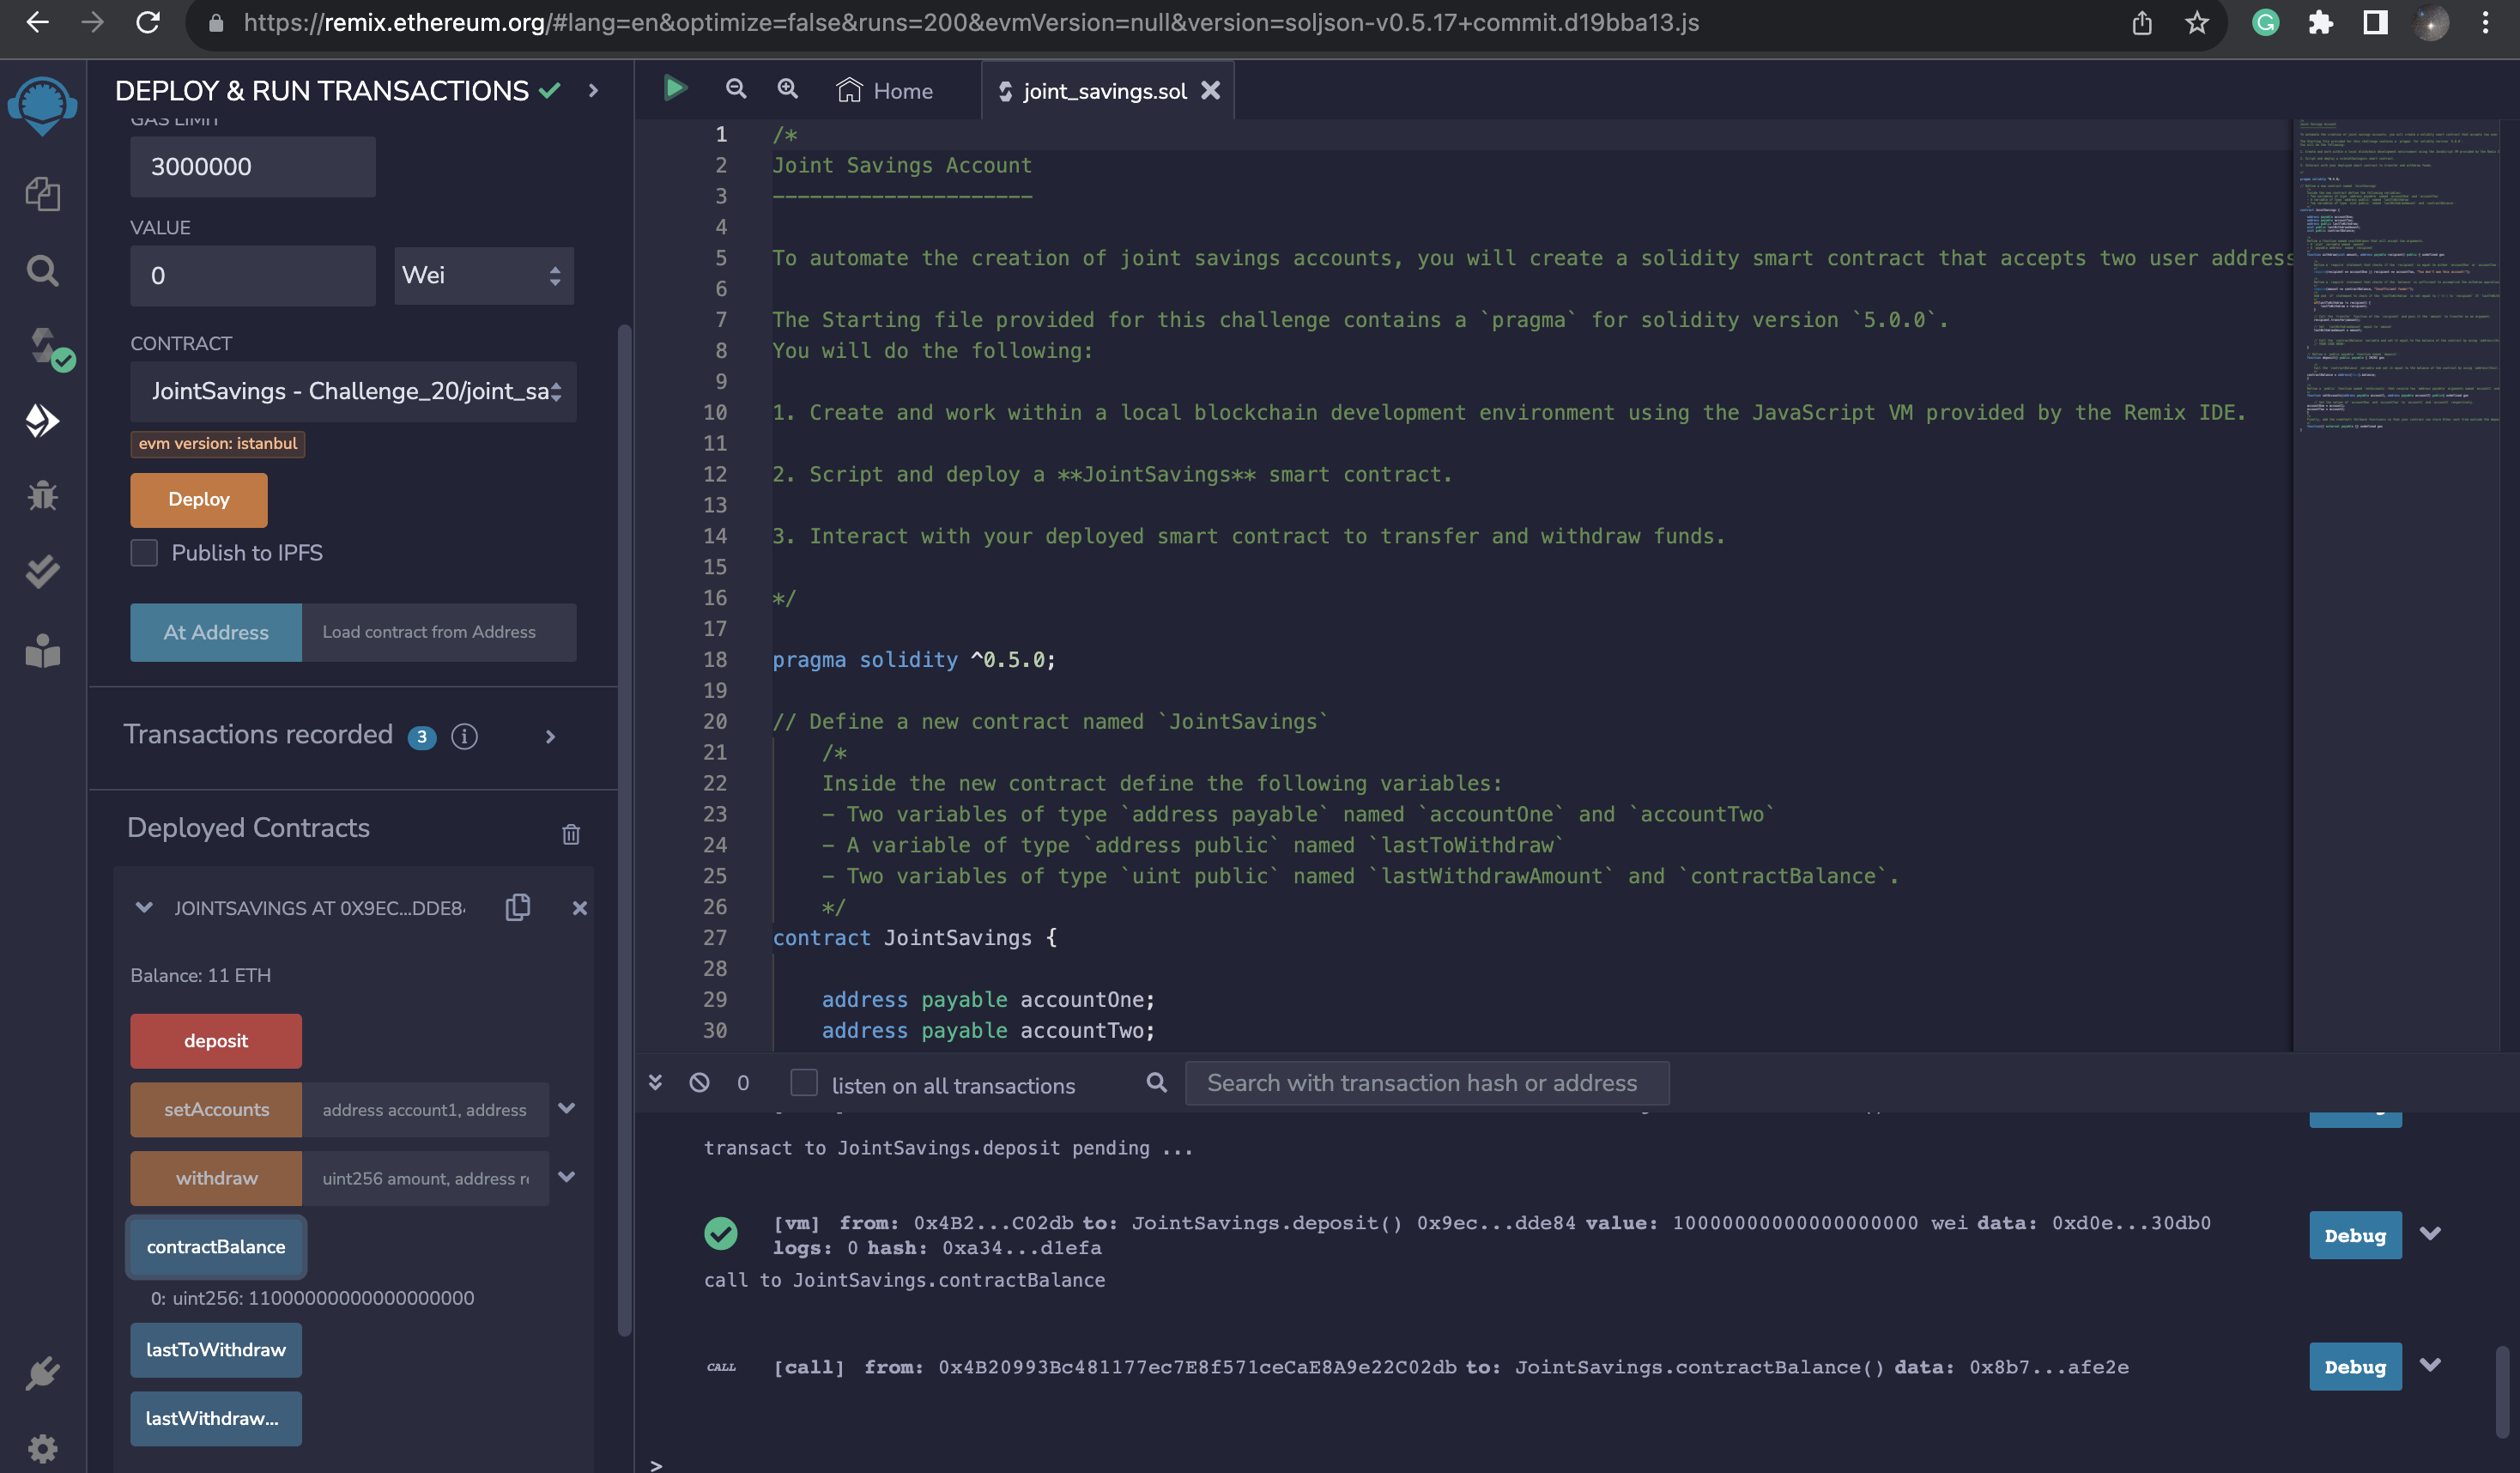 https://remix.ethereum.org/#lang=en&optimize=false&runs=200&evmVersion=null&version=soljson-v0.5.17+commit.d19bba13.js
DEPLOY & RUN TRANSACTIONS
GAS LIMIT
3000000
VALUE
0
Wei
CONTRACT
JointSavings - Challenge_20/joint_sa
evm version: istanbul
Deploy
Publish to IPFS
At Address
Load contract from Address
Transactions recorded 3 i
Deployed Contracts
JOINTSAVINGS AT 0X9EC...DDE84
Balance: 11 ETH
deposit
setAccounts
address account1, address
withdraw
uint256 amount, address re
contractBalance
0: uint256: 11000000000000000000
lastToWithdraw
lastWithdraw...
Home
joint_savings.sol
1 /*
2 Joint Savings Account
3 ---------------------
4
5 To automate the creation of joint savings accounts, you will create a solidity smart contract that accepts two user address
6
7 The Starting file provided for this challenge contains a `pragma` for solidity version `5.0.0`.
8 You will do the following:
9
10 1. Create and work within a local blockchain development environment using the JavaScript VM provided by the Remix IDE.
11
12 2. Script and deploy a **JointSavings** smart contract.
13
14 3. Interact with your deployed smart contract to transfer and withdraw funds.
15
16 */
17
18 pragma solidity ^0.5.0;
19
20 // Define a new contract named `JointSavings`
21 /*
22 Inside the new contract define the following variables:
23 - Two variables of type `address payable` named `accountOne` and `accountTwo`
24 - A variable of type `address public` named `lastToWithdraw`
25 - Two variables of type `uint public` named `lastWithdrawAmount` and `contractBalance`.
26 */
27 contract JointSavings {
28
29 address payable accountOne;
30 address payable accountTwo;
0
listen on all transactions
Search with transaction hash or address
transact to JointSavings.deposit pending ...
[vm] from: 0x4B2...C02db to: JointSavings.deposit() 0x9ec...dde84 value: 10000000000000000000 wei data: 0xd0e...30db0
logs: 0 hash: 0xa34...d1efa
Debug
call to JointSavings.contractBalance
CALL [call] from: 0x4B20993Bc481177ec7E8f571ceCaE8A9e22C02db to: JointSavings.contractBalance() data: 0x8b7...afe2e
Debug
>